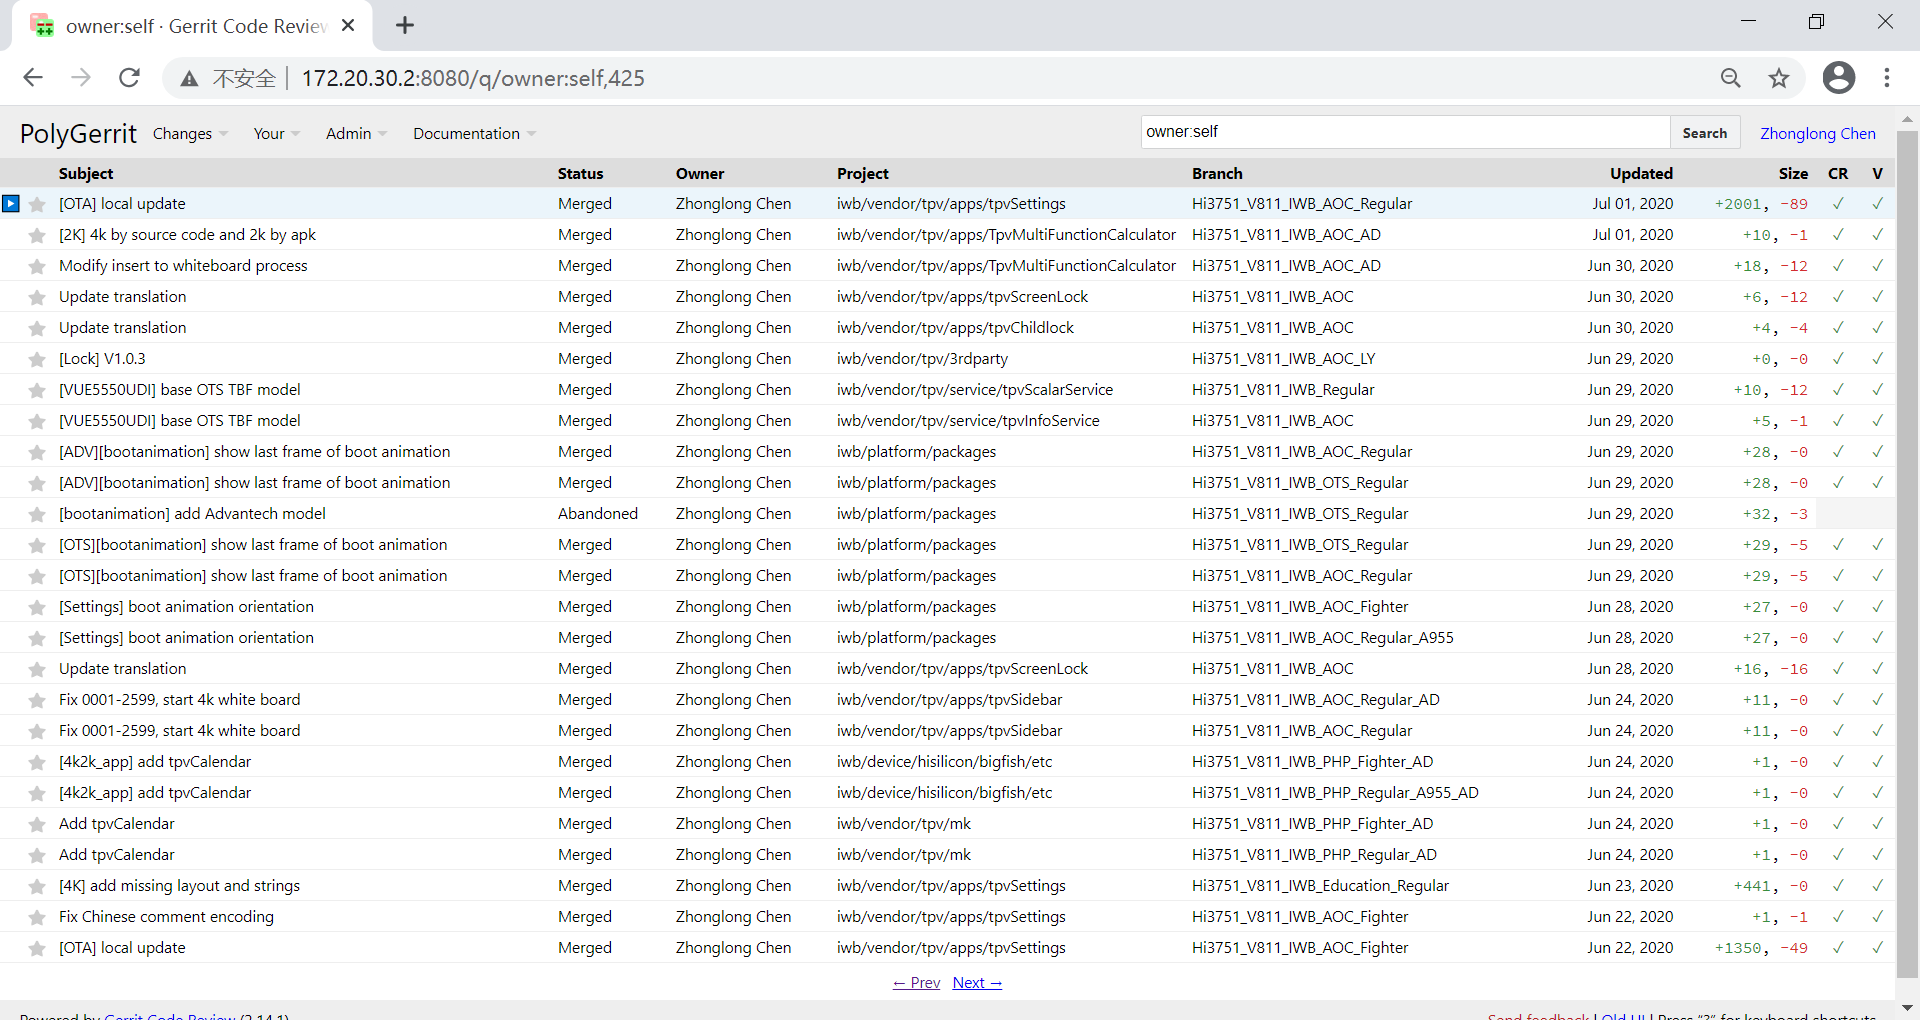 owner:self · Gerrit Code Review
不安全 172.20.30.2:8080/q/owner:self,425
PolyGerrit Changes Your Admin Documentation owner:self Search Zhonglong Chen
Subject Status Owner Project Branch Updated Size CR V
[OTA] local update Merged Zhonglong Chen iwb/vendor/tpv/apps/tpvSettings Hi3751_V811_IWB_AOC_Regular Jul 01, 2020 +2001, -89 ✓ ✓
[2K] 4k by source code and 2k by apk Merged Zhonglong Chen iwb/vendor/tpv/apps/TpvMultiFunctionCalculator Hi3751_V811_IWB_AOC_AD Jul 01, 2020 +10, -1 ✓ ✓
Modify insert to whiteboard process Merged Zhonglong Chen iwb/vendor/tpv/apps/TpvMultiFunctionCalculator Hi3751_V811_IWB_AOC_AD Jun 30, 2020 +18, -12 ✓ ✓
Update translation Merged Zhonglong Chen iwb/vendor/tpv/apps/tpvScreenLock Hi3751_V811_IWB_AOC Jun 30, 2020 +6, -12 ✓ ✓
Update translation Merged Zhonglong Chen iwb/vendor/tpv/apps/tpvChildlock Hi3751_V811_IWB_AOC Jun 30, 2020 +4, -4 ✓ ✓
[Lock] V1.0.3 Merged Zhonglong Chen iwb/vendor/tpv/3rdparty Hi3751_V811_IWB_AOC_LY Jun 29, 2020 +0, -0 ✓ ✓
[VUE5550UDI] base OTS TBF model Merged Zhonglong Chen iwb/vendor/tpv/service/tpvScalarService Hi3751_V811_IWB_Regular Jun 29, 2020 +10, -12 ✓ ✓
[VUE5550UDI] base OTS TBF model Merged Zhonglong Chen iwb/vendor/tpv/service/tpvInfoService Hi3751_V811_IWB_AOC Jun 29, 2020 +5, -1 ✓ ✓
[ADV][bootanimation] show last frame of boot animation Merged Zhonglong Chen iwb/platform/packages Hi3751_V811_IWB_AOC_Regular Jun 29, 2020 +28, -0 ✓ ✓
[ADV][bootanimation] show last frame of boot animation Merged Zhonglong Chen iwb/platform/packages Hi3751_V811_IWB_OTS_Regular Jun 29, 2020 +28, -0 ✓ ✓
[bootanimation] add Advantech model Abandoned Zhonglong Chen iwb/platform/packages Hi3751_V811_IWB_OTS_Regular Jun 29, 2020 +32, -3
[OTS][bootanimation] show last frame of boot animation Merged Zhonglong Chen iwb/platform/packages Hi3751_V811_IWB_OTS_Regular Jun 29, 2020 +29, -5 ✓ ✓
[OTS][bootanimation] show last frame of boot animation Merged Zhonglong Chen iwb/platform/packages Hi3751_V811_IWB_AOC_Regular Jun 29, 2020 +29, -5 ✓ ✓
[Settings] boot animation orientation Merged Zhonglong Chen iwb/platform/packages Hi3751_V811_IWB_AOC_Fighter Jun 28, 2020 +27, -0 ✓ ✓
[Settings] boot animation orientation Merged Zhonglong Chen iwb/platform/packages Hi3751_V811_IWB_AOC_Regular_A955 Jun 28, 2020 +27, -0 ✓ ✓
Update translation Merged Zhonglong Chen iwb/vendor/tpv/apps/tpvScreenLock Hi3751_V811_IWB_AOC Jun 28, 2020 +16, -16 ✓ ✓
Fix 0001-2599, start 4k white board Merged Zhonglong Chen iwb/vendor/tpv/apps/tpvSidebar Hi3751_V811_IWB_AOC_Regular_AD Jun 24, 2020 +11, -0 ✓ ✓
Fix 0001-2599, start 4k white board Merged Zhonglong Chen iwb/vendor/tpv/apps/tpvSidebar Hi3751_V811_IWB_AOC_Regular Jun 24, 2020 +11, -0 ✓ ✓
[4k2k_app] add tpvCalendar Merged Zhonglong Chen iwb/device/hisilicon/bigfish/etc Hi3751_V811_IWB_PHP_Fighter_AD Jun 24, 2020 +1, -0 ✓ ✓
[4k2k_app] add tpvCalendar Merged Zhonglong Chen iwb/device/hisilicon/bigfish/etc Hi3751_V811_IWB_PHP_Regular_A955_AD Jun 24, 2020 +1, -0 ✓ ✓
Add tpvCalendar Merged Zhonglong Chen iwb/vendor/tpv/mk Hi3751_V811_IWB_PHP_Fighter_AD Jun 24, 2020 +1, -0 ✓ ✓
Add tpvCalendar Merged Zhonglong Chen iwb/vendor/tpv/mk Hi3751_V811_IWB_PHP_Regular_AD Jun 24, 2020 +1, -0 ✓ ✓
[4K] add missing layout and strings Merged Zhonglong Chen iwb/vendor/tpv/apps/tpvSettings Hi3751_V811_IWB_Education_Regular Jun 23, 2020 +441, -0 ✓ ✓
Fix Chinese comment encoding Merged Zhonglong Chen iwb/vendor/tpv/apps/tpvSettings Hi3751_V811_IWB_AOC_Fighter Jun 22, 2020 +1, -1 ✓ ✓
[OTA] local update Merged Zhonglong Chen iwb/vendor/tpv/apps/tpvSettings Hi3751_V811_IWB_AOC_Fighter Jun 22, 2020 +1350, -49 ✓ ✓
← Prev Next →
Powered by Gerrit Code Review (2.14.1) Send feedback | Old UI | Press "?" for keyboard shortcuts